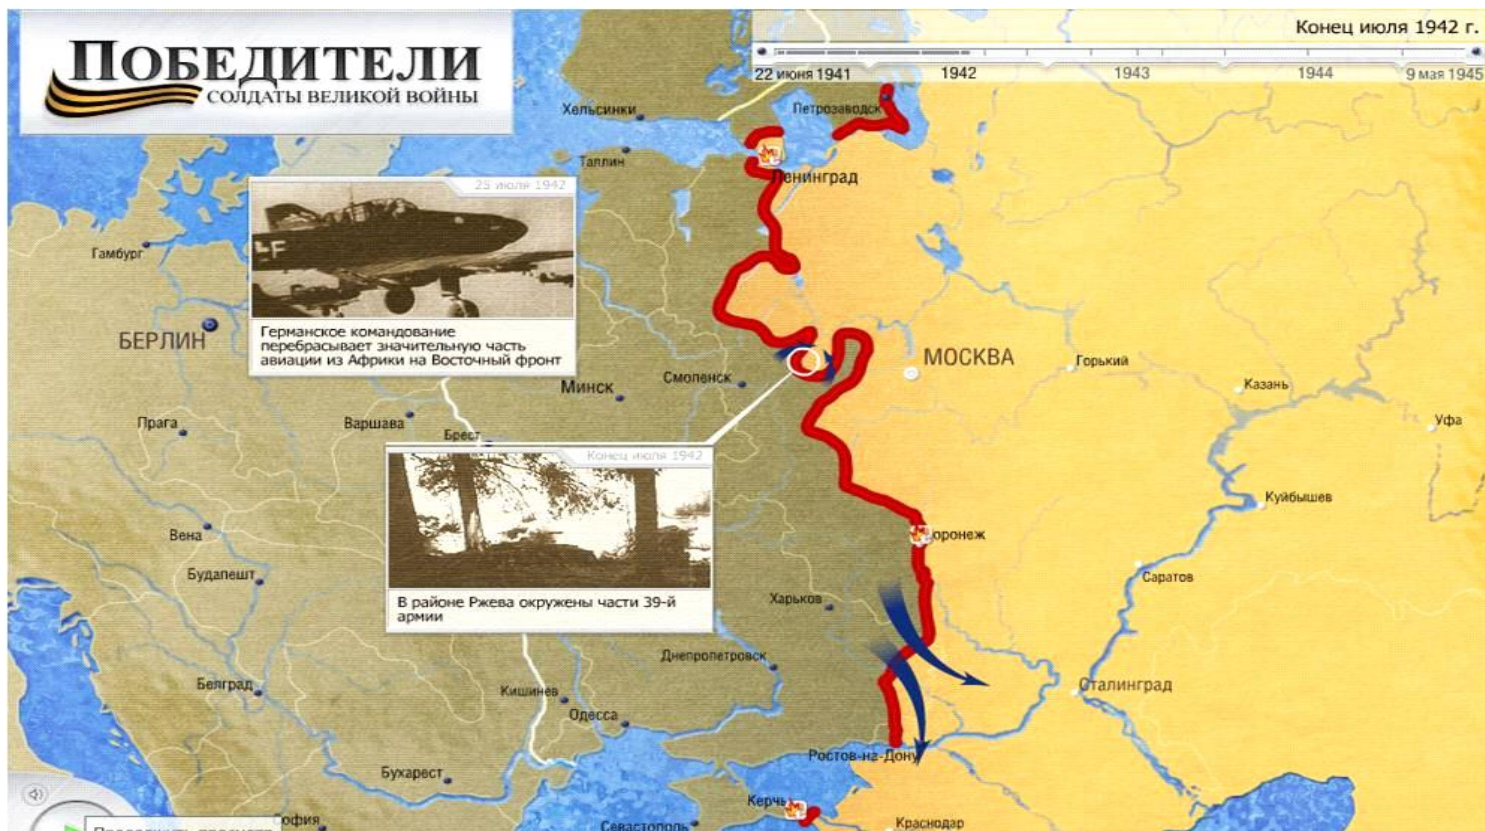 ПОБЕДИТЕЛИ
СОЛДАТЫ ВЕЛИКОЙ ВОЙНЫ
Конец июля 1942 г.
22 июня 1941
1942
1943
1944
9 мая 1945
Хельсинки
Петрозаводск
Таллин
Ленинград
25 июля 1942
Гамбург
Германское командование
перебрасывает значительную часть
авиации из Африки на Восточный фронт
БЕРЛИН
МОСКВА
Горький
Смоленск
Минск
Казань
Прага
Варшава
Брест
Уфа
Конец июля 1942
Куйбышев
Вена
оронеж
Будапешт
Саратов
В районе Ржева окружены части 39-й
армии
Харьков
Днепропетровск
Белград
Кишинев
Сталинград
Одесса
Ростов-на-Дону
Бухарест
Керчь
Краснодар
София
Севастополь